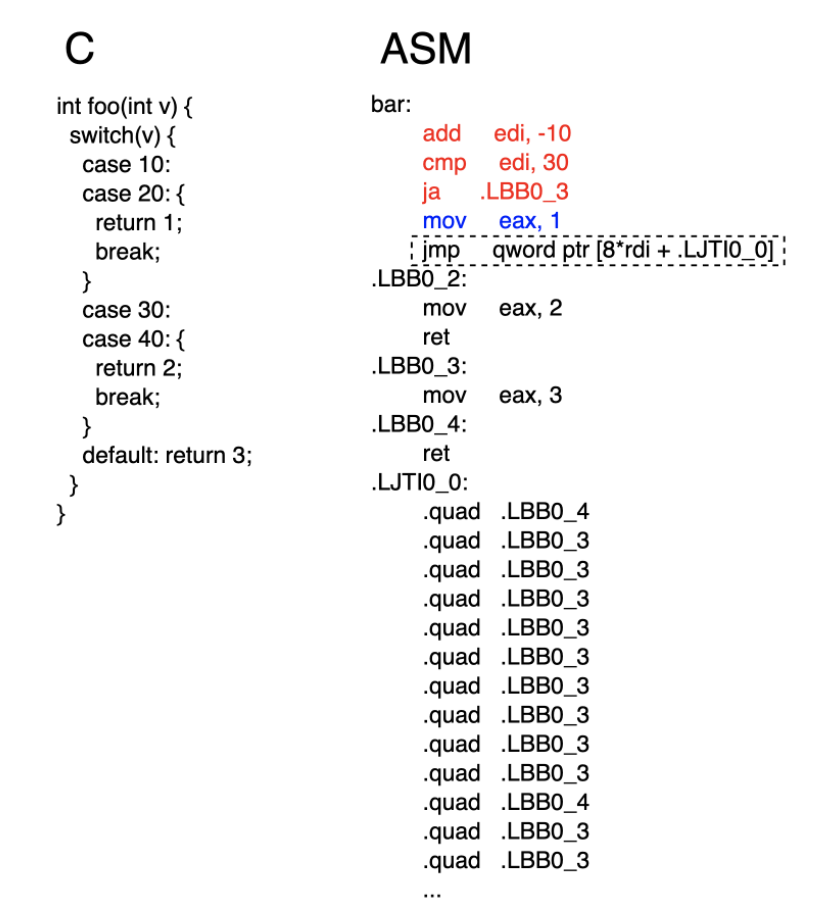 C
int foo(int v) {
switch(v) {
case 10:
case 20: {
return 1;
break;
}
case 30:
case 40: {
return 2;
break;
}
default: return 3;
}
}
ASM
bar:
add edi, -10
cmp edi, 30
ja .LBB0_3
mov eax, 1
jmp qword ptr [8*rdi + .LJTI0_0]
.LBB0_2:
mov eax, 2
ret
.LBB0_3:
mov eax, 3
.LBB0_4:
ret
.LJTI0_0:
.quad .LBB0_4
.quad .LBB0_3
.quad .LBB0_3
.quad .LBB0_3
.quad .LBB0_3
.quad .LBB0_3
.quad .LBB0_3
.quad .LBB0_3
.quad .LBB0_3
.quad .LBB0_3
.quad .LBB0_4
.quad .LBB0_3
.quad .LBB0_3
...